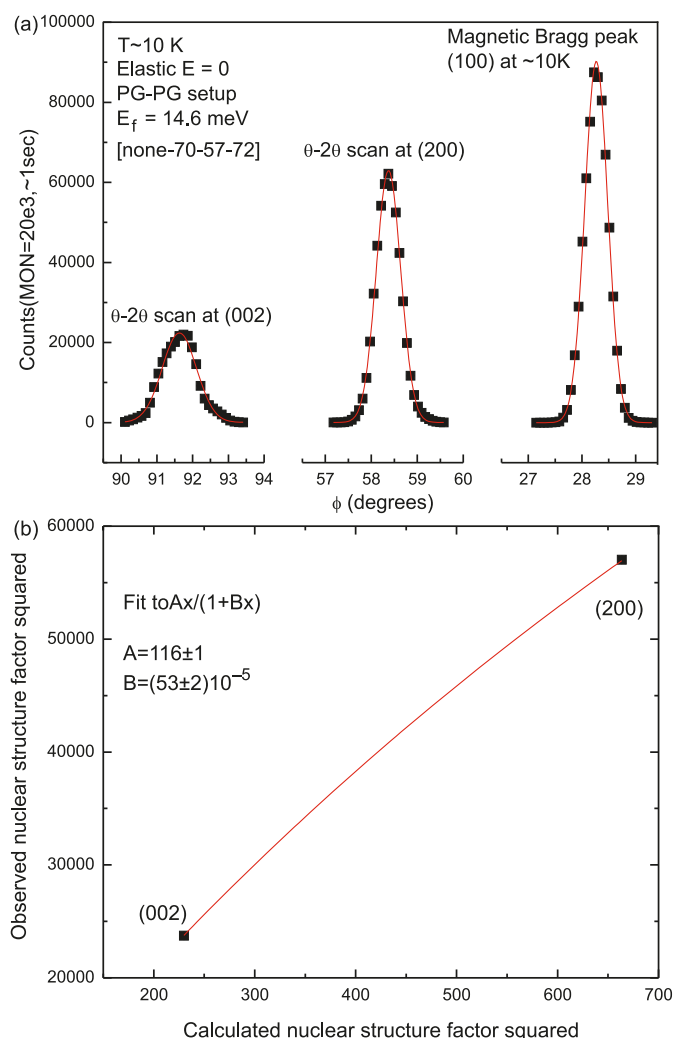 (a)
100000
80000
60000
40000
20000
0
Counts(MON=20e3,~1sec)
T~10 K
Elastic E = 0
PG-PG setup
E_f = 14.6 meV
[none-70-57-72]
θ-2θ scan at (002)
θ-2θ scan at (200)
Magnetic Bragg peak
(100) at ~10K
90 91 92 93 94
57 58 59 60
27 28 29
ϕ (degrees)
(b)
60000
50000
40000
30000
20000
Observed nuclear structure factor squared
Fit toAx/(1+Bx)
A=116±1
B=(53±2)10⁻⁵
(200)
(002)
200 300 400 500 600 700
Calculated nuclear structure factor squared